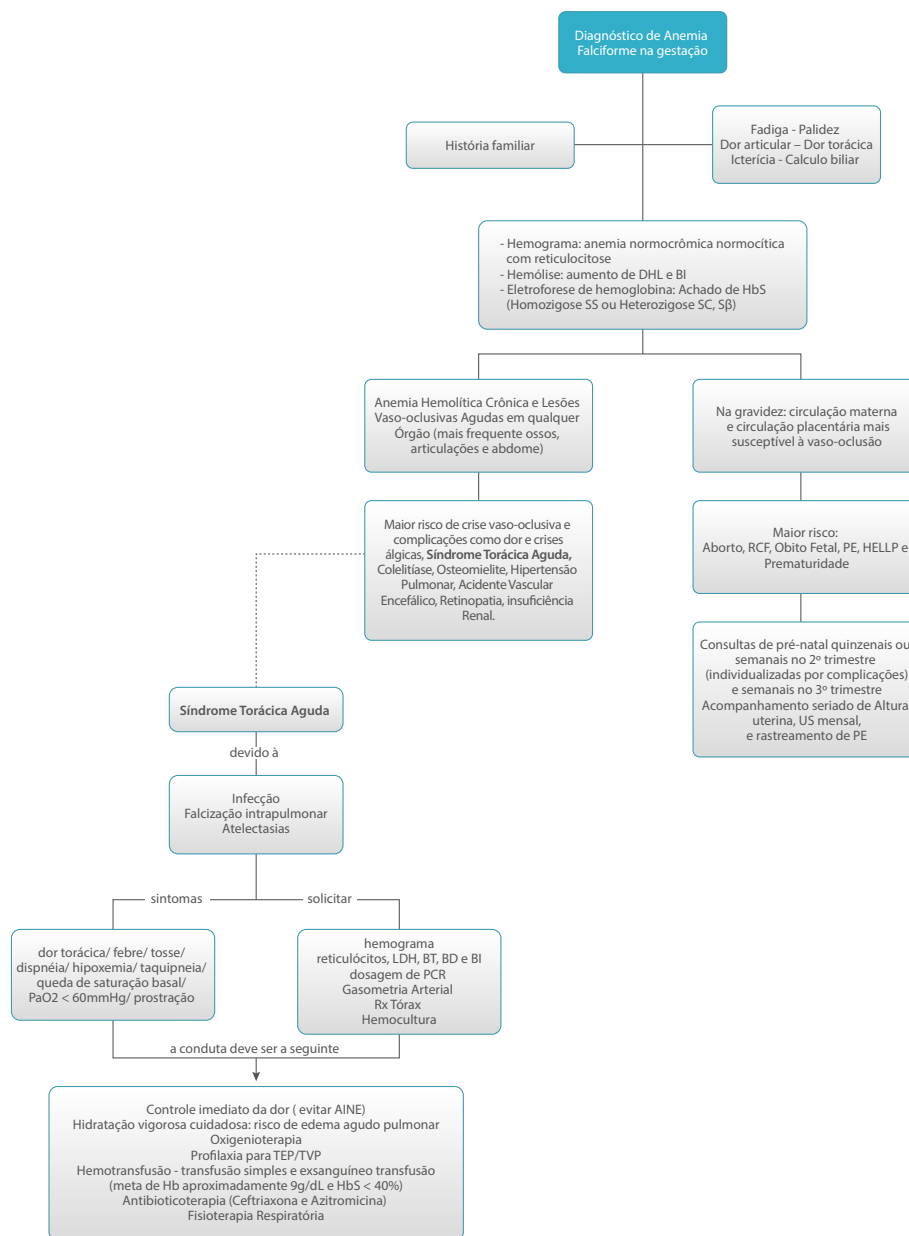 Diagnóstico de Anemia
Falciforme na gestação
História familiar
Fadiga - Palidez
Dor articular – Dor torácica
Icterícia - Calculo biliar
- Hemograma: anemia normocrômica normocítica
com reticulocitose
- Hemólise: aumento de DHL e BI
- Eletroforese de hemoglobina: Achado de HbS
(Homozigose SS ou Heterozigose SC, Sβ)
Anemia Hemolítica Crônica e Lesões
Vaso-oclusivas Agudas em qualquer
Órgão (mais frequente ossos,
articulações e abdome)
Na gravidez: circulação materna
e circulação placentária mais
susceptível à vaso-oclusão
Maior risco de crise vaso-oclusiva e
complicações como dor e crises
álgicas, Síndrome Torácica Aguda,
Colelitíase, Osteomielite, Hipertensão
Pulmonar, Acidente Vascular
Encefálico, Retinopatia, insuficiência
Renal.
Maior risco:
Aborto, RCF, Obito Fetal, PE, HELLP e
Prematuridade
Consultas de pré-natal quinzenais ou
semanais no 2º trimestre
(individualizadas por complicações)
e semanais no 3º trimestre
Acompanhamento seriado de Altura
uterina, US mensal,
e rastreamento de PE
Síndrome Torácica Aguda
devido à
Infecção
Falcização intrapulmonar
Atelectasias
sintomas
solicitar
dor torácica/ febre/ tosse/
dispnéia/ hipoxemia/ taquipneia/
queda de saturação basal/
PaO2 < 60mmHg/ prostração
hemograma
reticulócitos, LDH, BT, BD e BI
dosagem de PCR
Gasometria Arterial
Rx Tórax
Hemocultura
a conduta deve ser a seguinte
Controle imediato da dor ( evitar AINE)
Hidratação vigorosa cuidadosa: risco de edema agudo pulmonar
Oxigenioterapia
Profilaxia para TEP/TVP
Hemotransfusão - transfusão simples e exsanguíneo transfusão
(meta de Hb aproximadamente 9g/dL e HbS < 40%)
Antibioticoterapia (Ceftriaxona e Azitromicina)
Fisioterapia Respiratória